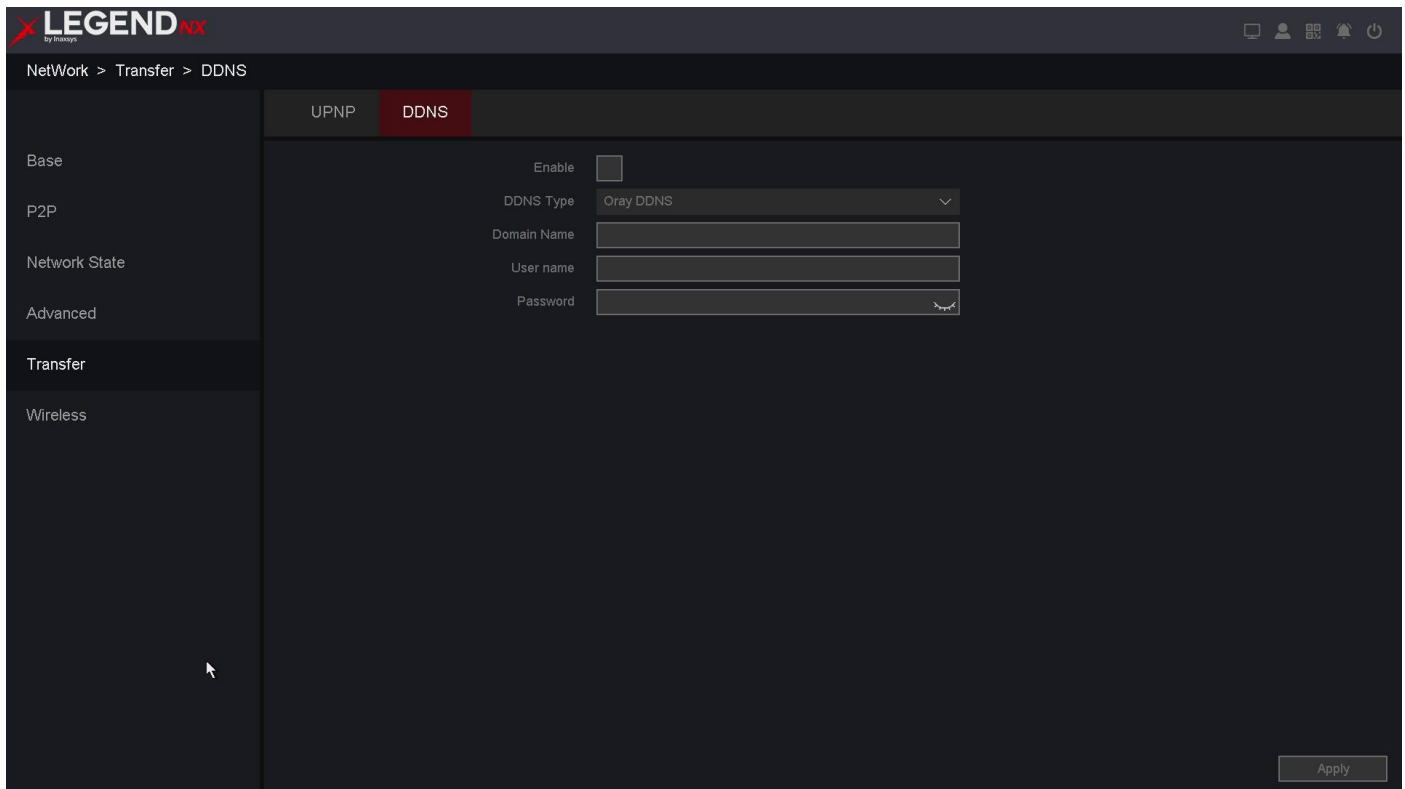 LEGEND NX
by Inaxsys
NetWork > Transfer > DDNS
UPNP DDNS
Base
P2P
Network State
Advanced
Transfer
Wireless
Enable
DDNS Type Oray DDNS
Domain Name
User name
Password
Apply